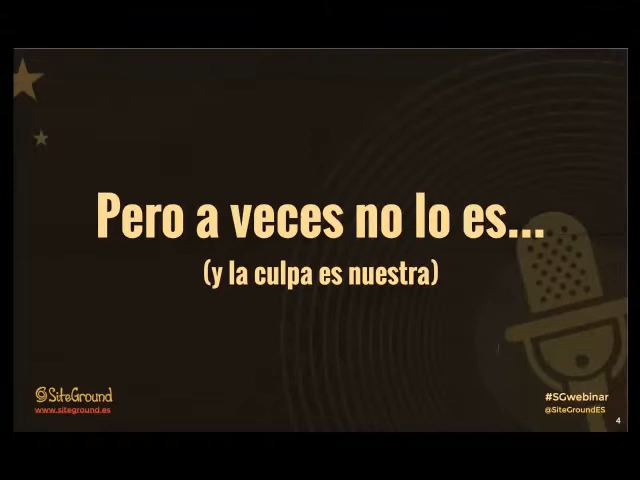 Pero a veces no lo es...
(y la culpa es nuestra)
SiteGround
www.siteground.es
#SGwebinar
@SiteGroundES
4